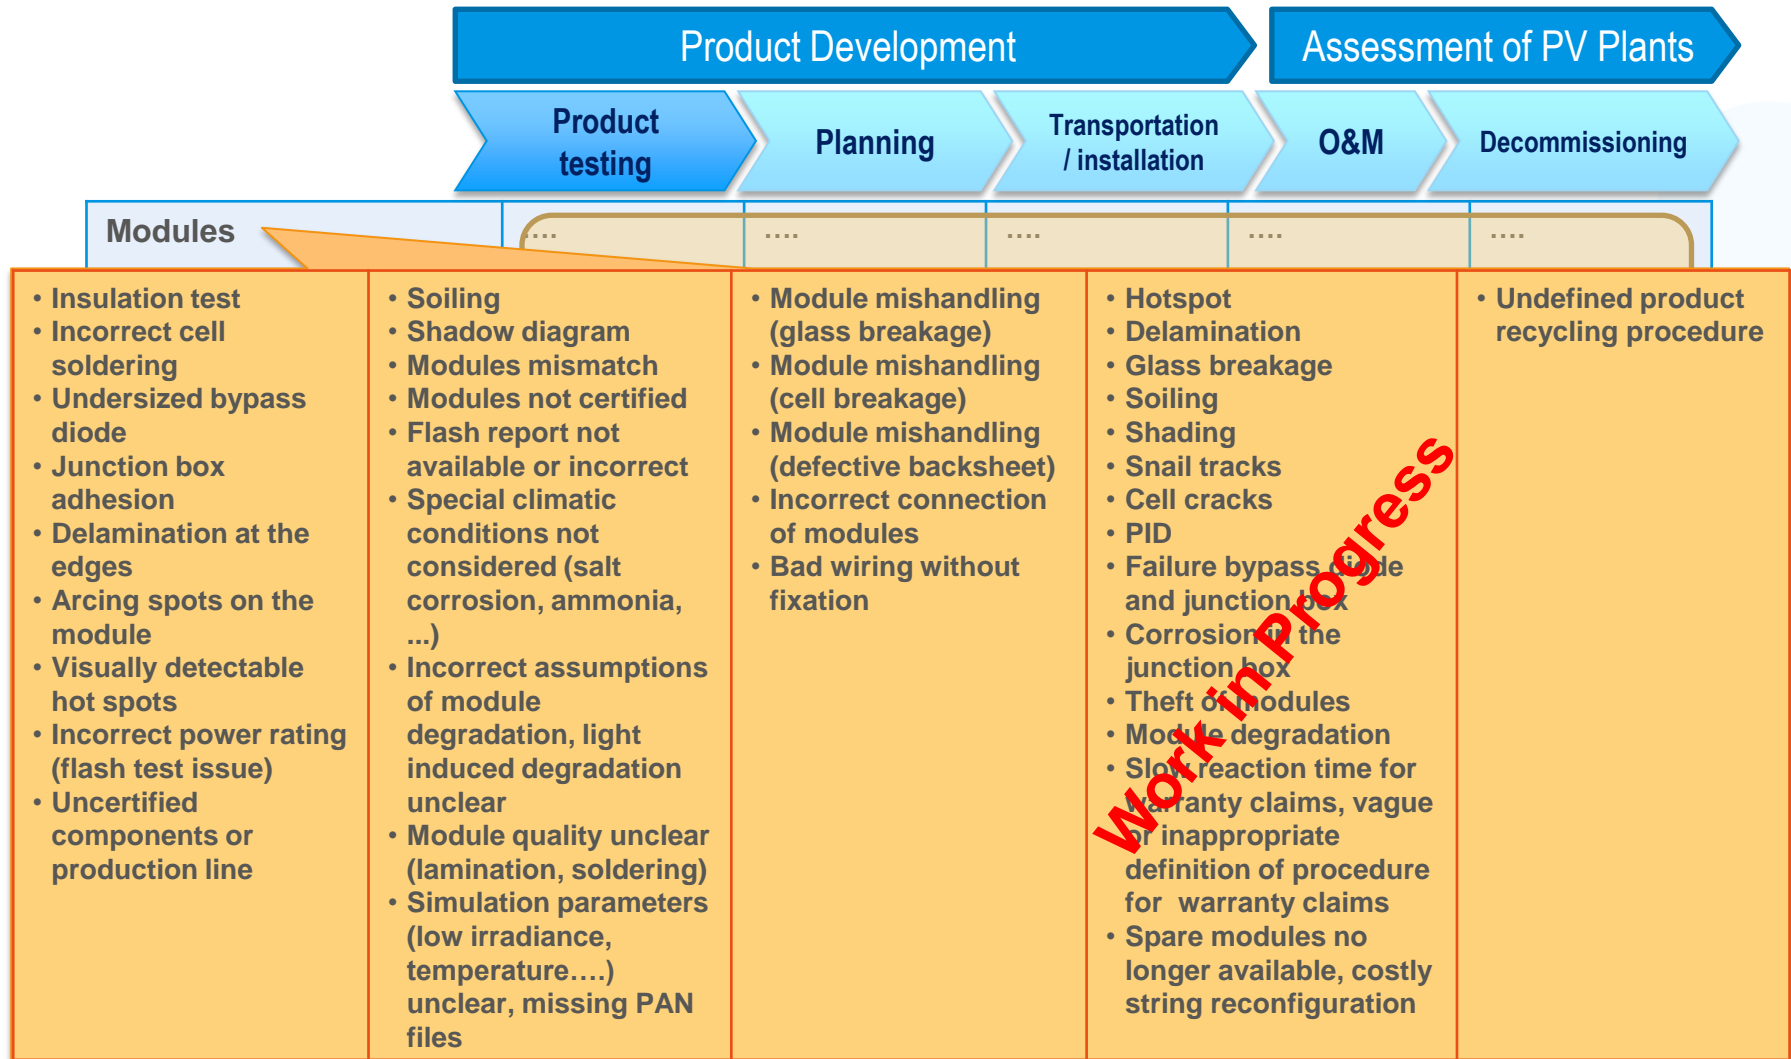 Product Development
Assessment of PV Plants
Product
testing
Planning
Transportation
/ installation
O&M
Decommissioning
Modules
....
....
....
....
....
• Insulation test
• Incorrect cell
soldering
• Undersized bypass
diode
• Junction box
adhesion
• Delamination at the
edges
• Arcing spots on the
module
• Visually detectable
hot spots
• Incorrect power rating
(flash test issue)
• Uncertified
components or
production line
• Soiling
• Shadow diagram
• Modules mismatch
• Modules not certified
• Flash report not
available or incorrect
• Special climatic
conditions not
considered (salt
corrosion, ammonia,
...)
• Incorrect assumptions
of module
degradation, light
induced degradation
unclear
• Module quality unclear
(lamination, soldering)
• Simulation parameters
(low irradiance,
temperature….)
unclear, missing PAN
files
• Module mishandling
(glass breakage)
• Module mishandling
(cell breakage)
• Module mishandling
(defective backsheet)
• Incorrect connection
of modules
• Bad wiring without
fixation
• Hotspot
• Delamination
• Glass breakage
• Soiling
• Shading
• Snail tracks
• Cell cracks
• PID
• Failure bypass diode
and junction box
• Corrosion in the
junction box
• Theft of modules
• Module degradation
• Slow reaction time for
warranty claims, vague
or inappropriate
definition of procedure
for  warranty claims
• Spare modules no
longer available, costly
string reconfiguration
• Undefined product
recycling procedure
Work in Progress